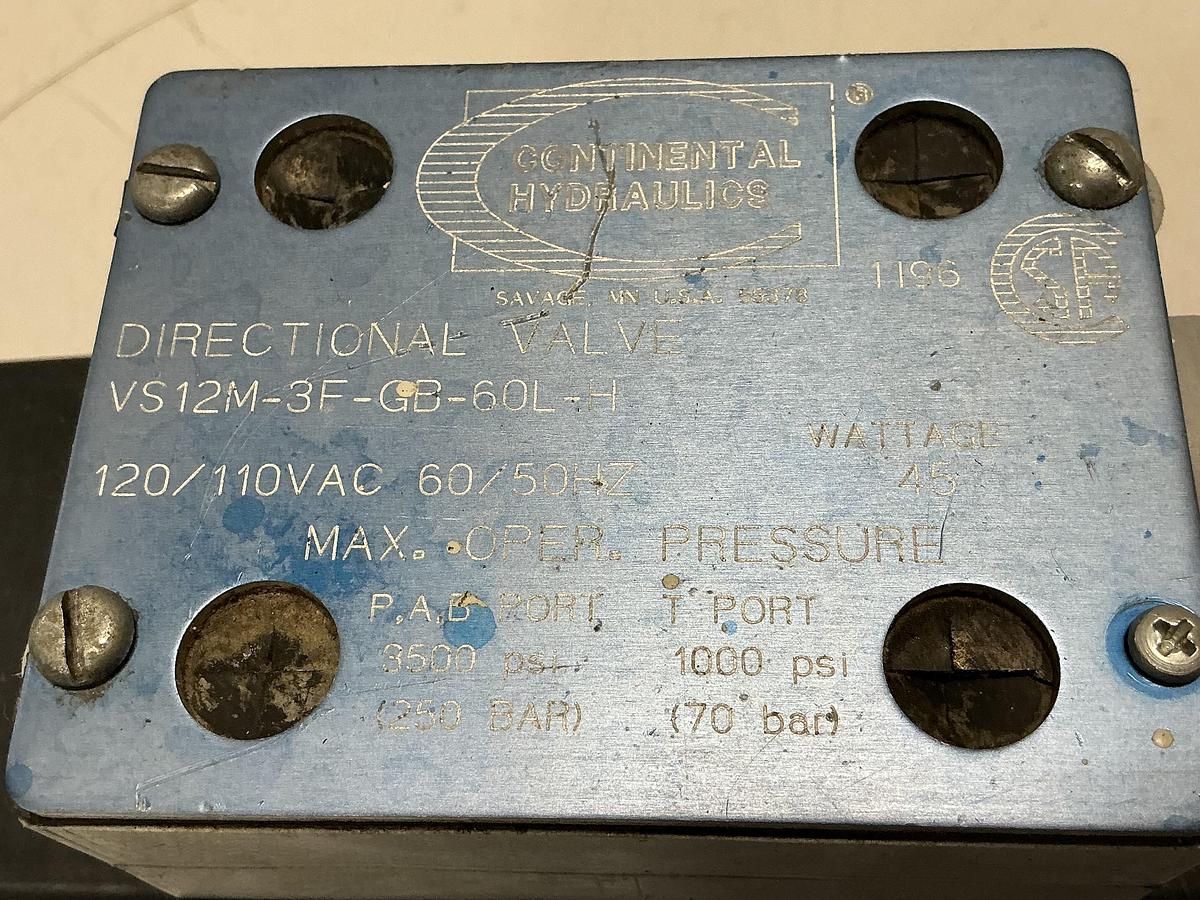 CONTINENTAL
HYDRAULICS
®
SAVAGE, MN U.S.A. 55378
1196
DIRECTIONAL VALVE
VS12M-3F-GB-60L-H
WATTAGE
120/110VAC 60/50HZ 45
MAX. OPER. PRESSURE
P.A.B PORT T PORT
3500 psi 1000 psi
(250 BAR) (70 bar)